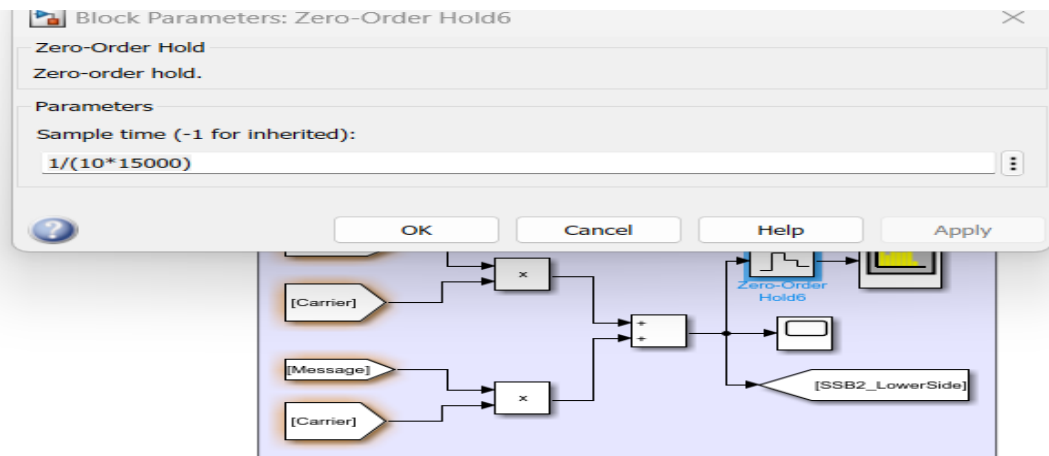 Block Parameters: Zero-Order Hold6
Zero-Order Hold
Zero-order hold.
Parameters
Sample time (-1 for inherited):
1/(10*15000)
OK Cancel Help Apply
Zero-Order
Hold6
×
[Carrier]
+
+
[Message]
[SSB2_LowerSide]
×
[Carrier]